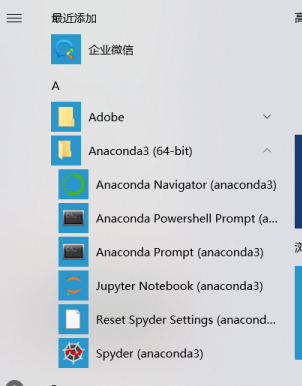 最近添加
高
企业微信
A
Adobe
Anaconda3 (64-bit)
Anaconda Navigator (anaconda3)
Anaconda Powershell Prompt (a...
Anaconda Prompt (anaconda3)
Jupyter Notebook (anaconda3)
Reset Spyder Settings (anacond...
Spyder (anaconda3)